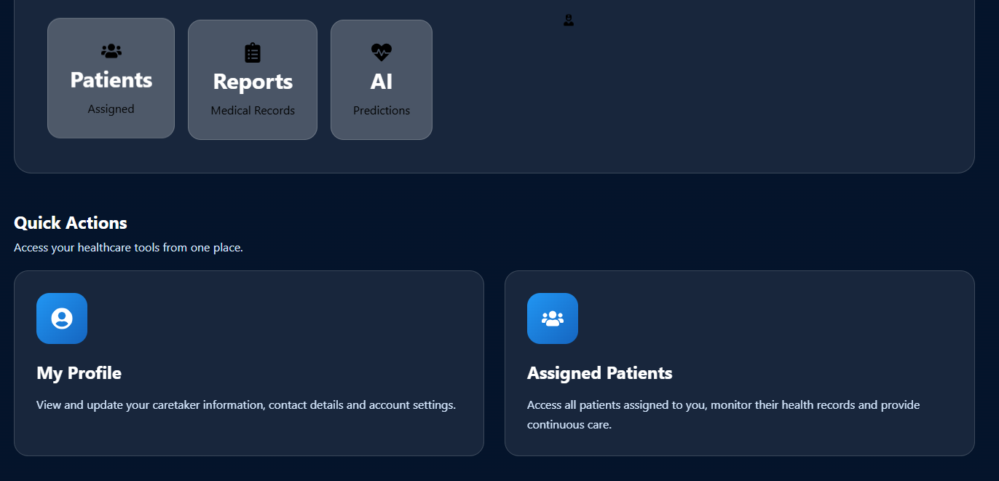 Patients
Assigned
Reports
Medical Records
AI
Predictions
Quick Actions
Access your healthcare tools from one place.
My Profile
View and update your caretaker information, contact details and account settings.
Assigned Patients
Access all patients assigned to you, monitor their health records and provide
continuous care.